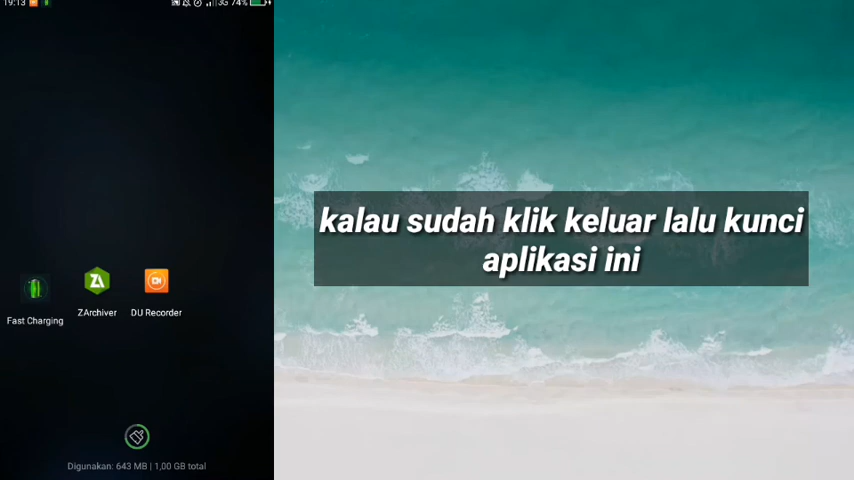 19:13
3G 74%
kalau sudah klik keluar lalu kunci
aplikasi ini
Fast Charging
ZArchiver
DU Recorder
Digunakan: 643 MB | 1,00 GB total